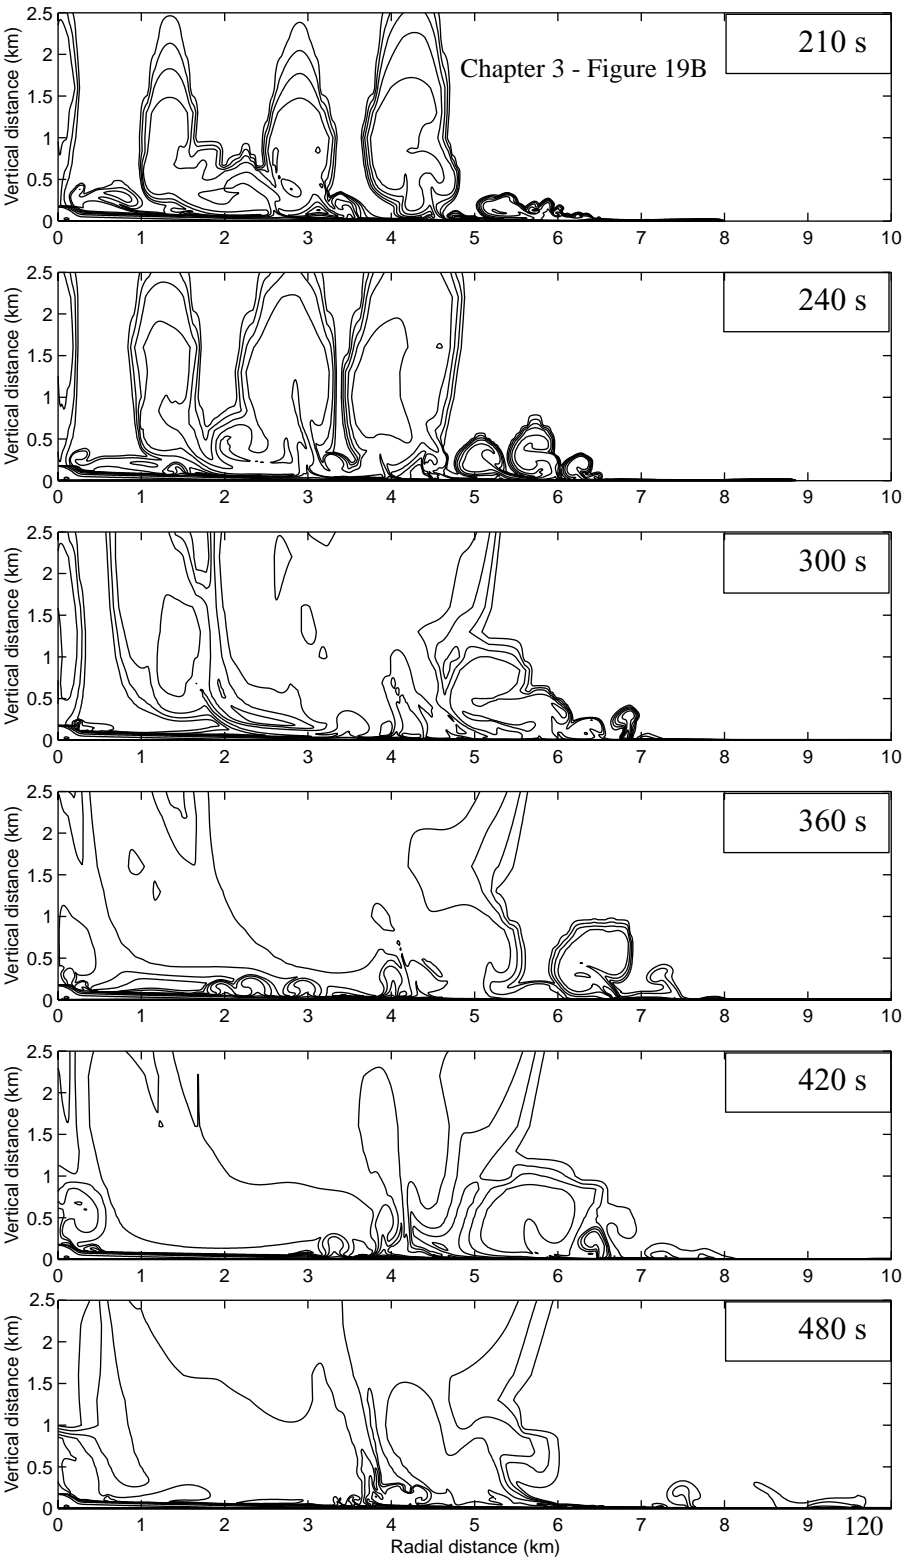 Chapter 3 - Figure 19B
210 s
Vertical distance (km)
2.5
2
1.5
1
0.5
0
0 1 2 3 4 5 6 7 8 9 10
240 s
Vertical distance (km)
2.5
2
1.5
1
0.5
0
0 1 2 3 4 5 6 7 8 9 10
300 s
Vertical distance (km)
2.5
2
1.5
1
0.5
0
0 1 2 3 4 5 6 7 8 9 10
360 s
Vertical distance (km)
2.5
2
1.5
1
0.5
0
0 1 2 3 4 5 6 7 8 9 10
420 s
Vertical distance (km)
2.5
2
1.5
1
0.5
0
0 1 2 3 4 5 6 7 8 9 10
480 s
Vertical distance (km)
2.5
2
1.5
1
0.5
0
0 1 2 3 4 5 6 7 8 9 10
Radial distance (km)
120